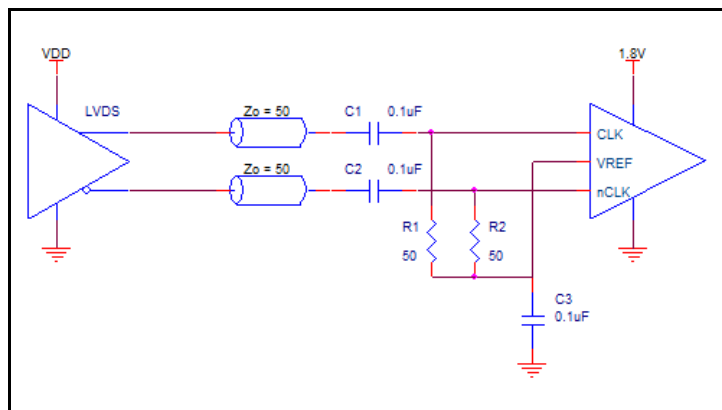 VDD
1.8V
LVDS
Zo = 50
C1
0.1uF
CLK
VREF
Zo = 50
C2
0.1uF
nCLK
R1
R2
50
50
C3
0.1uF